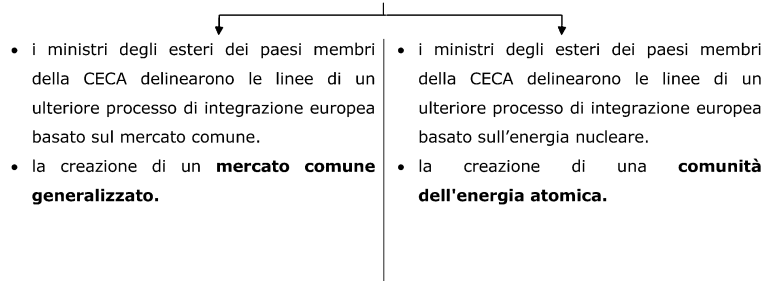 • i ministri degli esteri dei paesi membri
della CECA delinearono le linee di un
ulteriore processo di integrazione europea
basato sul mercato comune.
• la creazione di un mercato comune
generalizzato.
• i ministri degli esteri dei paesi membri
della CECA delinearono le linee di un
ulteriore processo di integrazione europea
basato sull’energia nucleare.
• la creazione di una comunità
dell'energia atomica.